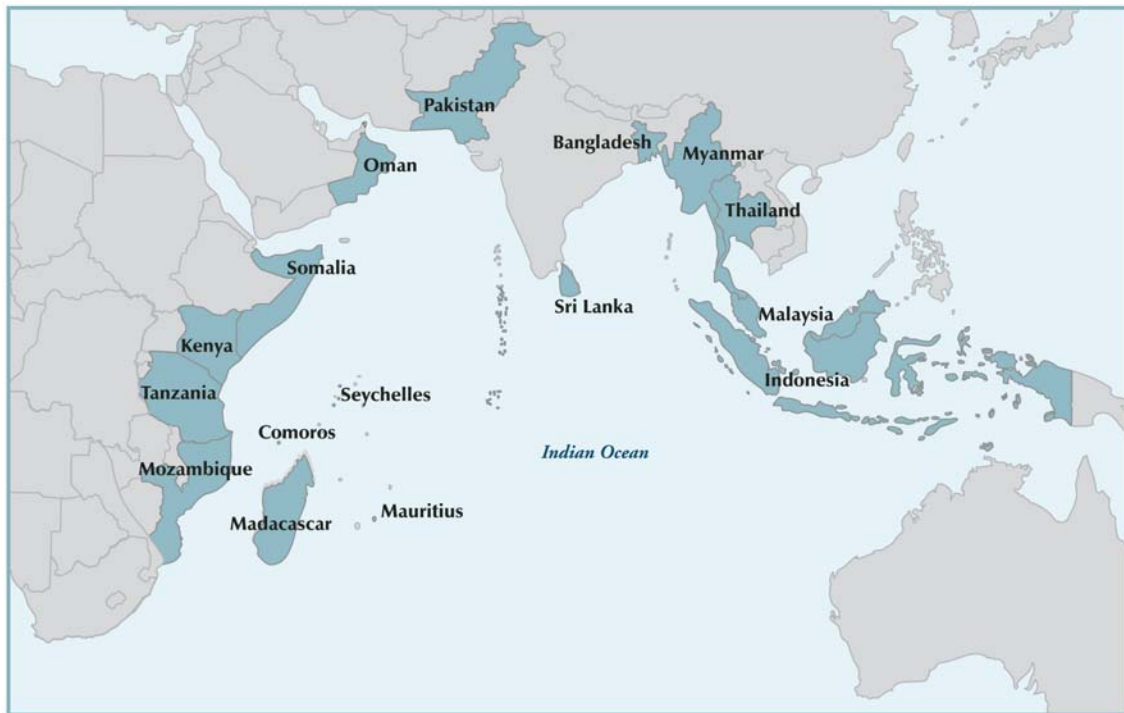 Pakistan
Bangladesh
Myanmar
Oman
Thailand
Somalia
Sri Lanka
Malaysia
Kenya
Indonesia
Tanzania
Seychelles
Comoros
Indian Ocean
Mozambique
Mauritius
Madacascar